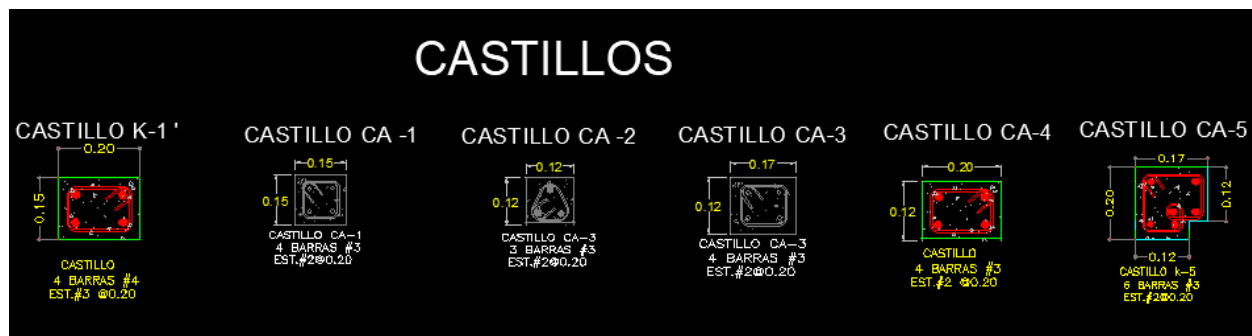 CASTILLOS
CASTILLO K-1 '
0.20
0.15
CASTILLO
4 BARRAS #4
EST.#3 @0.20
CASTILLO CA -1
0.15
0.15
CASTILLO CA-1
4 BARRAS #3
EST.#2@0.20
CASTILLO CA -2
0.12
0.12
CASTILLO CA-3
3 BARRAS #3
EST.#2@0.20
CASTILLO CA-3
0.17
0.12
CASTILLO CA-3
4 BARRAS #3
EST.#2@0.20
CASTILLO CA-4
0.20
0.12
CASTILLO
4 BARRAS #3
EST.#2 @0.20
CASTILLO CA-5
0.17
0.20
0.12
0.12
CASTILLO k-5
6 BARRAS #3
EST.#2@0.20